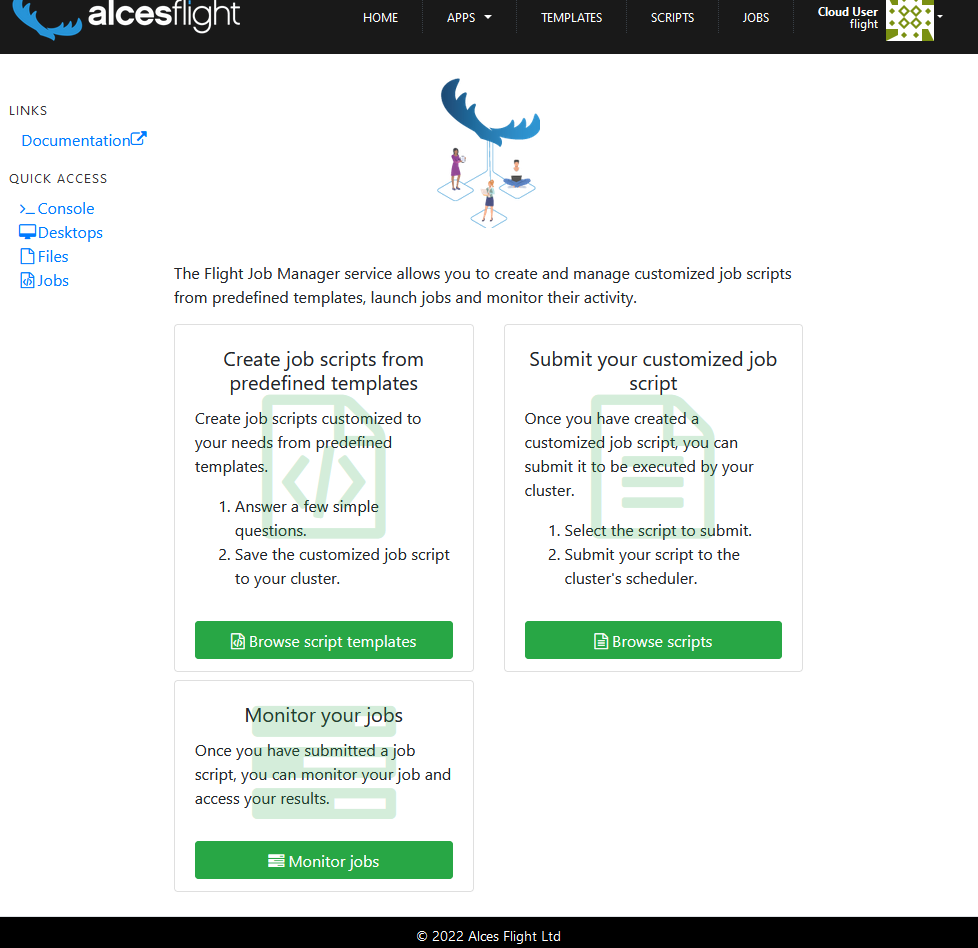 alcesflight
HOME APPS TEMPLATES SCRIPTS JOBS
Cloud User
flight
LINKS
Documentation
QUICK ACCESS
Console
Desktops
Files
Jobs
The Flight Job Manager service allows you to create and manage customized job scripts
from predefined templates, launch jobs and monitor their activity.
Create job scripts from
predefined templates
Create job scripts customized to
your needs from predefined
templates.
1. Answer a few simple
questions.
2. Save the customized job script
to your cluster.
Browse script templates
Submit your customized job
script
Once you have created a
customized job script, you can
submit it to be executed by your
cluster.
1. Select the script to submit.
2. Submit your script to the
cluster's scheduler.
Browse scripts
Monitor your jobs
Once you have submitted a job
script, you can monitor your job and
access your results.
Monitor jobs
© 2022 Alces Flight Ltd